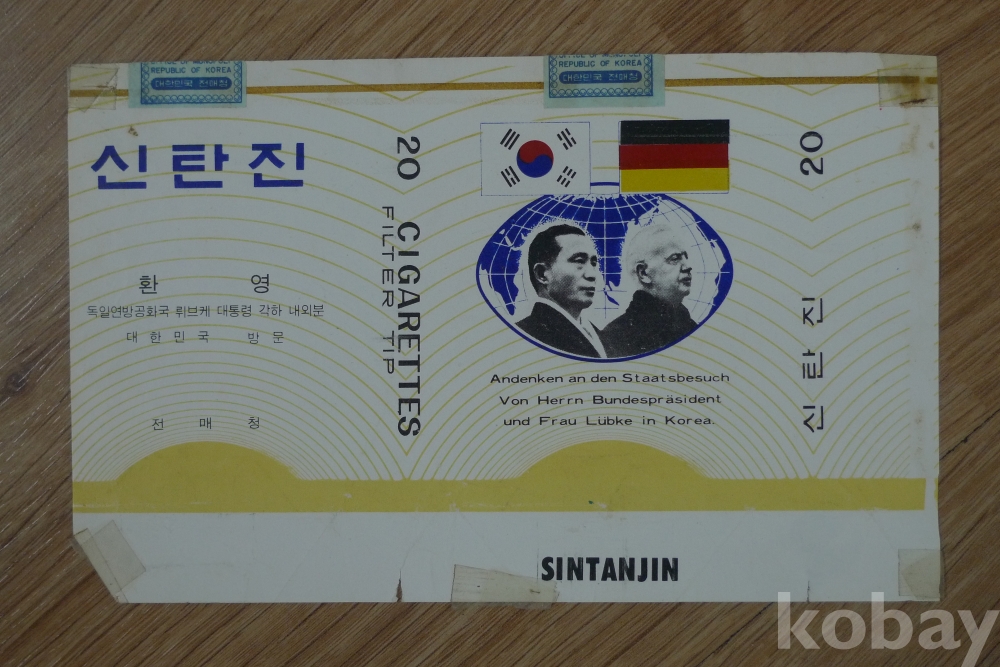 REPUBLIC OF KOREA
대한민국 전매청
REPUBLIC OF KOREA
대한민국 전매청
신탄진
환 영
독일연방공화국 뤼브케 대통령 각하 내외분
대한민국 방문
전매청
20 CIGARETTES
FILTER TIP
Andenken an den Staatsbesuch
Von Herrn Bundespräsident
und Frau Lübke in Korea.
20
신탄진
SINTANJIN
kobay